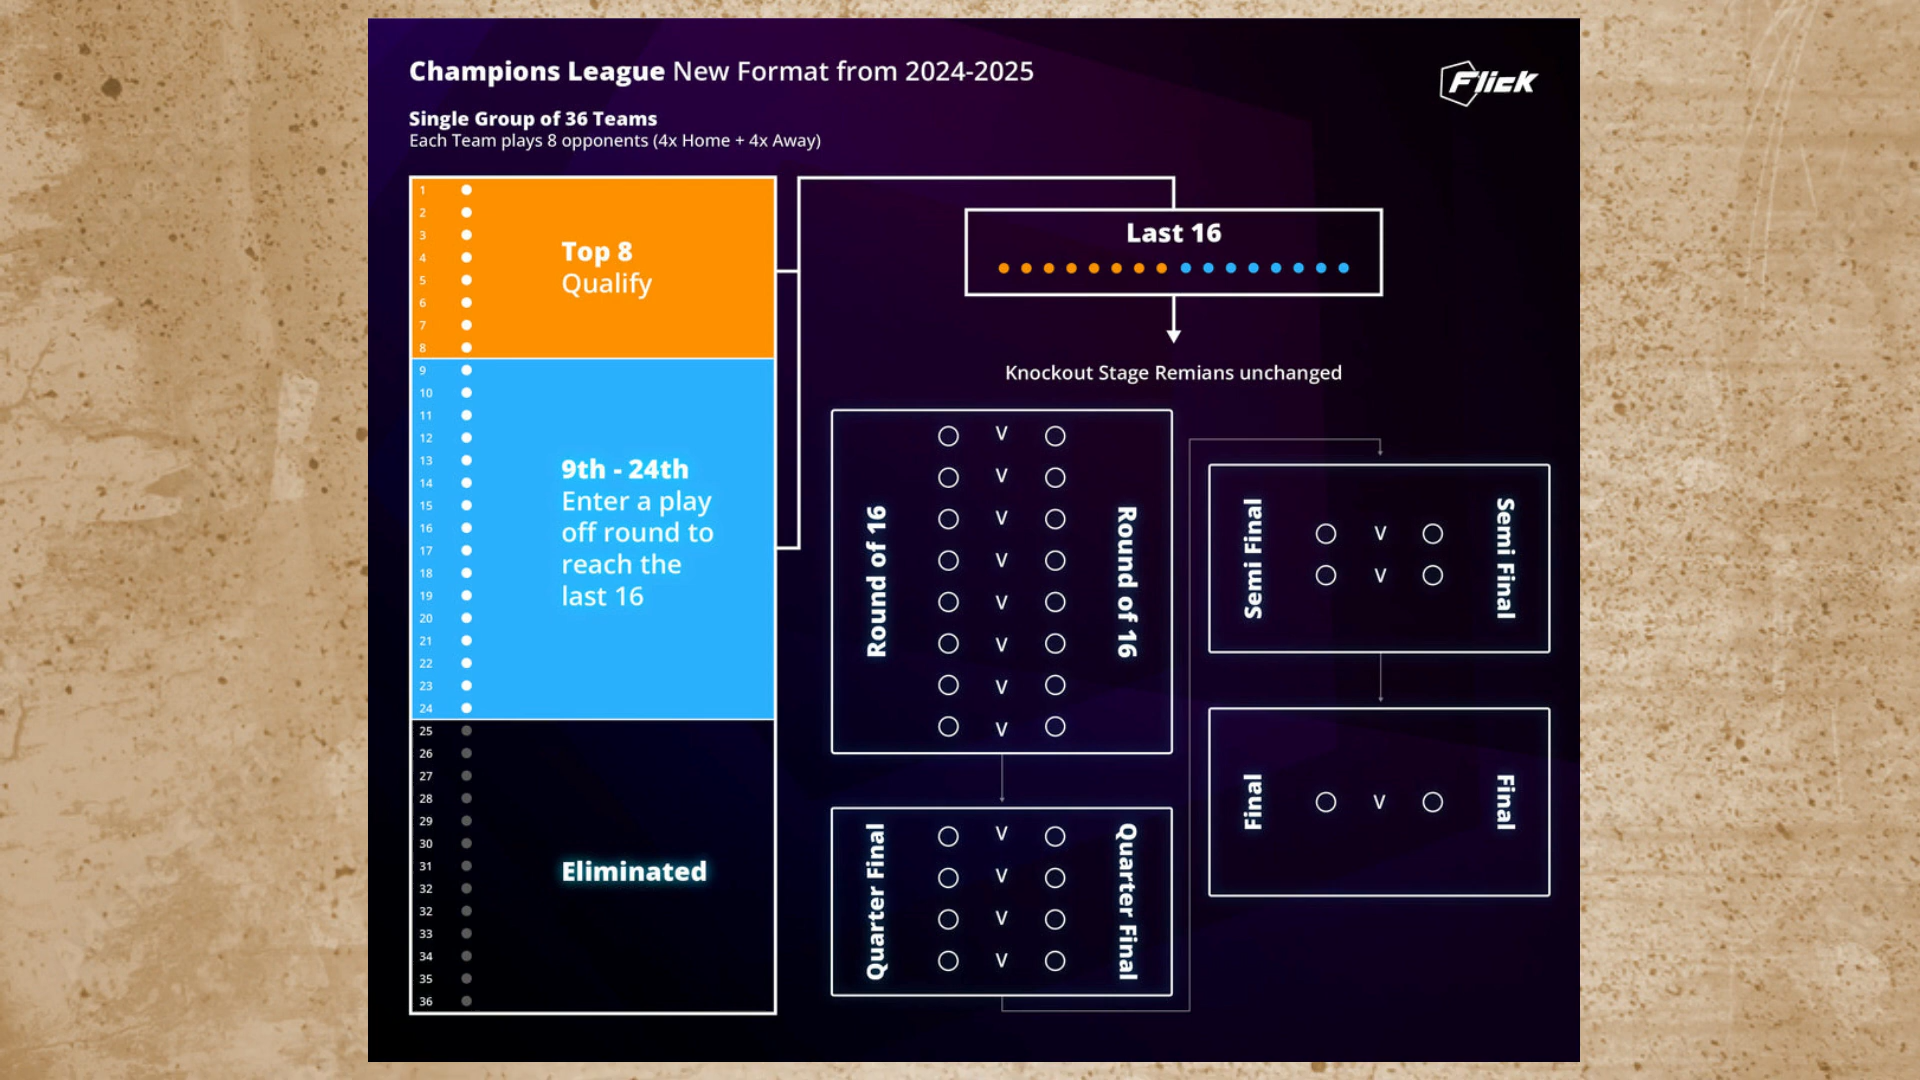 Champions League New Format from 2024-2025
Flick
Single Group of 36 Teams
Each Team plays 8 opponents (4x Home + 4x Away)
1
2
3
4
5
6
7
8
Top 8
Qualify
9
10
11
12
13
14
15
16
17
18
19
20
21
22
23
24
9th - 24th
Enter a play
off round to
reach the
last 16
25
26
27
28
29
30
31
32
32
33
34
35
36
Eliminated
Last 16
Knockout Stage Remians unchanged
Round of 16
V
V
V
V
V
V
V
V
Round of 16
Quarter Final
V
V
V
V
Quarter Final
Semi Final
V
V
Semi Final
Final
V
Final